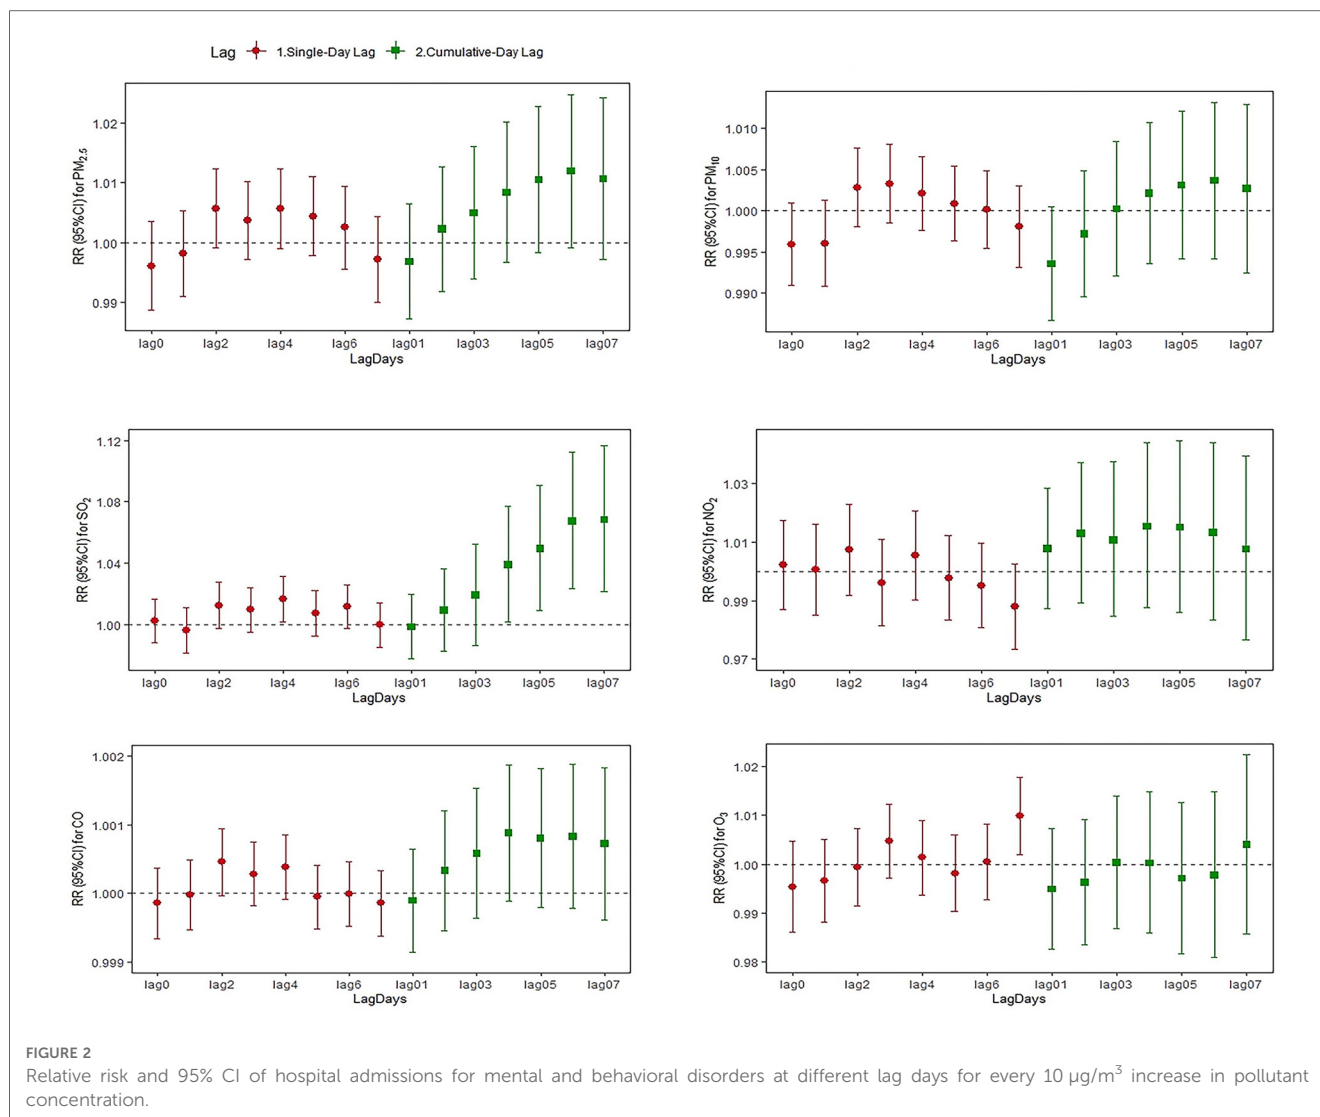 Lag 1.Single-Day Lag 2.Cumulative-Day Lag
RR (95%CI) for PM2.5
1.02
1.01
1.00
0.99
lag0 lag2 lag4 lag6 lag01 lag03 lag05 lag07
LagDays
RR (95%CI) for PM10
1.010
1.005
1.000
0.995
0.990
lag0 lag2 lag4 lag6 lag01 lag03 lag05 lag07
LagDays
RR (95%CI) for SO2
1.12
1.08
1.04
1.00
lag0 lag2 lag4 lag6 lag01 lag03 lag05 lag07
LagDays
RR (95%CI) for NO2
1.03
1.01
0.99
0.97
lag0 lag2 lag4 lag6 lag01 lag03 lag05 lag07
LagDays
RR (95%CI) for CO
1.002
1.001
1.000
0.999
lag0 lag2 lag4 lag6 lag01 lag03 lag05 lag07
LagDays
RR (95%CI) for O3
1.02
1.01
1.00
0.99
0.98
lag0 lag2 lag4 lag6 lag01 lag03 lag05 lag07
LagDays
FIGURE 2
Relative risk and 95% CI of hospital admissions for mental and behavioral disorders at different lag days for every 10 µg/m³ increase in pollutant
concentration.